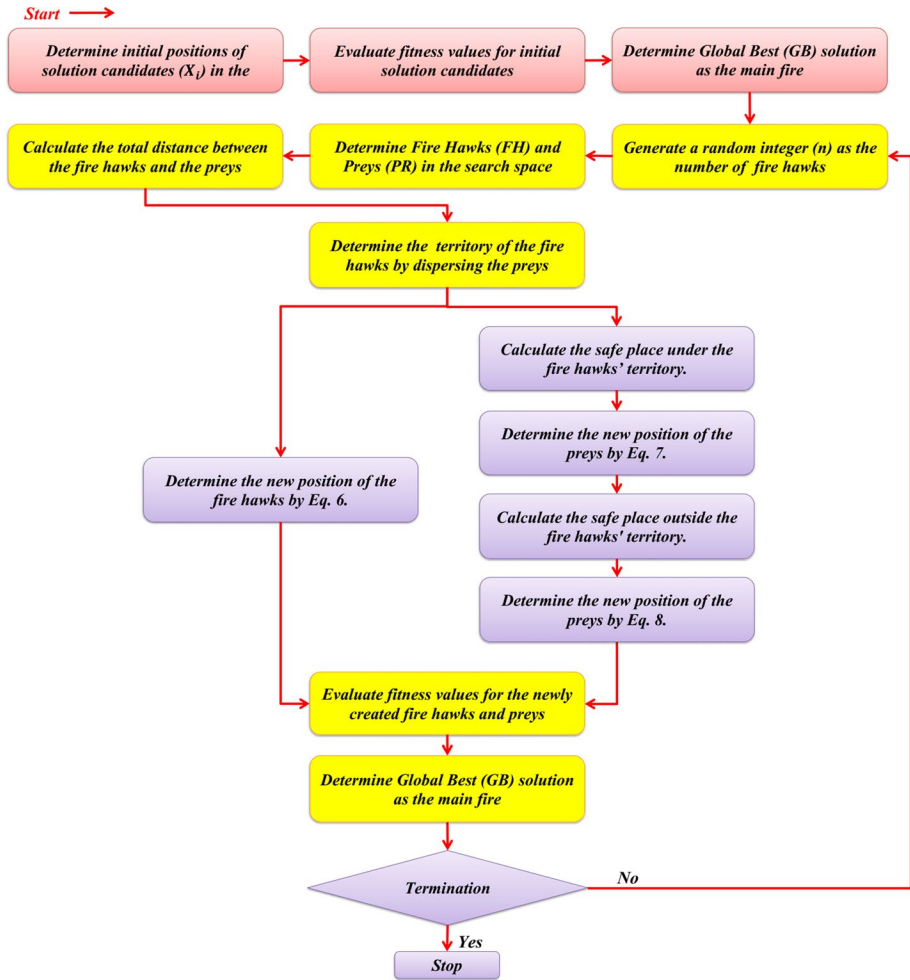 Start
Determine initial positions of
solution candidates (Xi) in the
Evaluate fitness values for initial
solution candidates
Determine Global Best (GB) solution
as the main fire
Calculate the total distance between
the fire hawks and the preys
Determine Fire Hawks (FH) and
Preys (PR) in the search space
Generate a random integer (n) as the
number of fire hawks
Determine the territory of the fire
hawks by dispersing the preys
Calculate the safe place under the
fire hawks’ territory.
Determine the new position of the
preys by Eq. 7.
Determine the new position of the
fire hawks by Eq. 6.
Calculate the safe place outside the
fire hawks' territory.
Determine the new position of the
preys by Eq. 8.
Evaluate fitness values for the newly
created fire hawks and preys
Determine Global Best (GB) solution
as the main fire
Termination
No
Yes
Stop